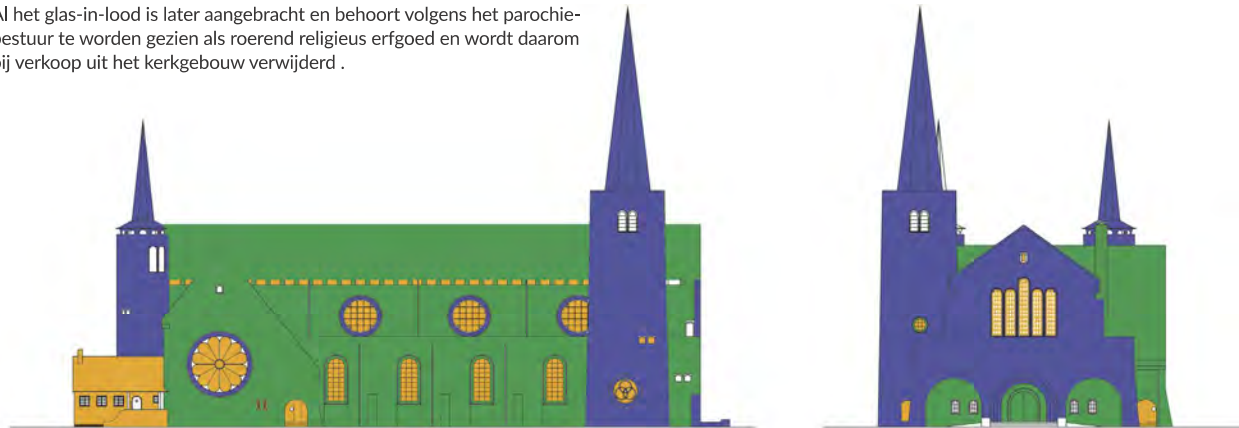 Al het glas-in-lood is later aangebracht en behoort volgens het parochie-
bestuur te worden gezien als roerend religieus erfgoed en wordt daarom
bij verkoop uit het kerkgebouw verwijderd .